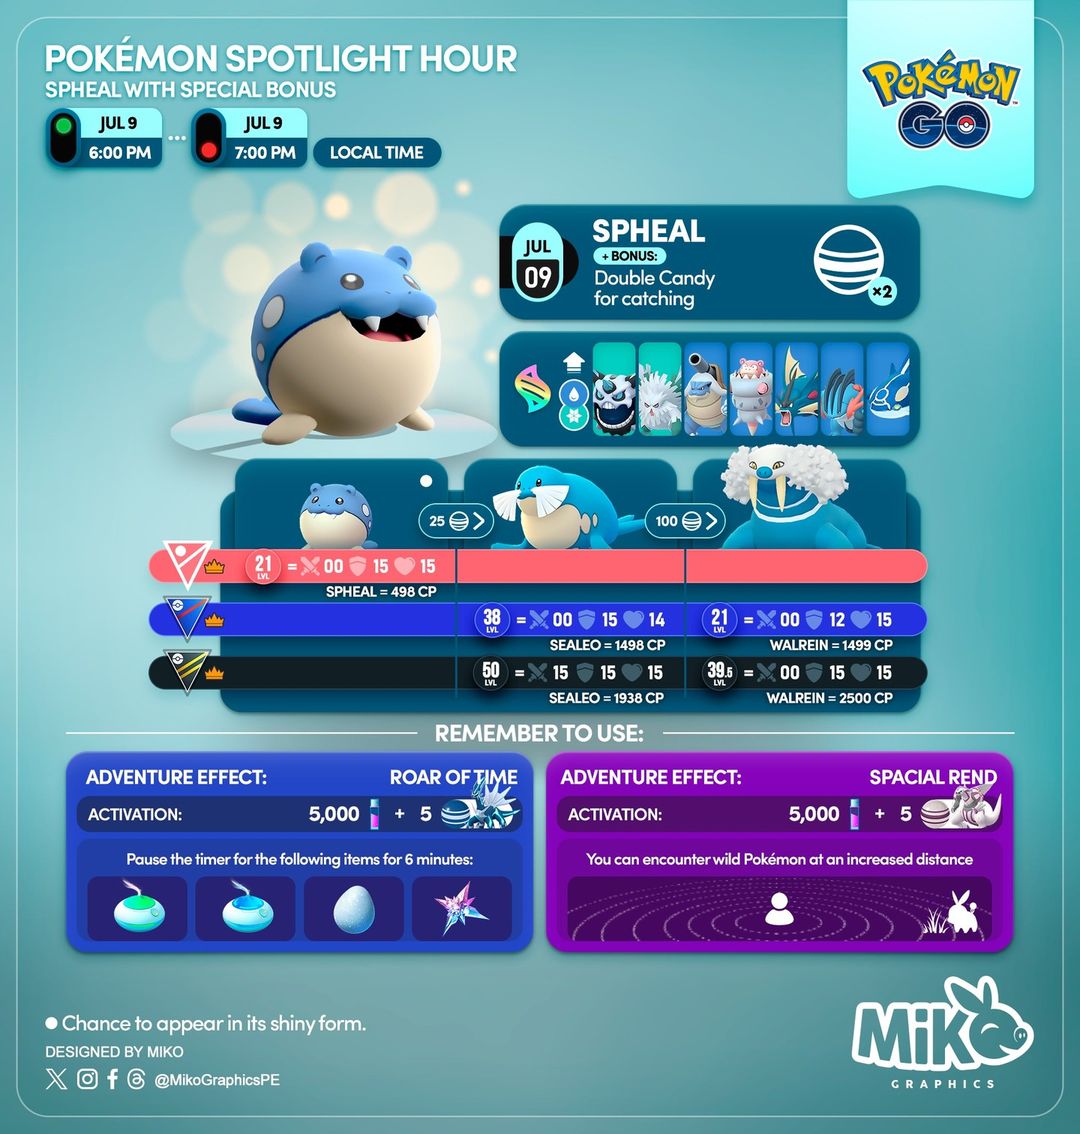 POKÉMON SPOTLIGHT HOUR
SPHEAL WITH SPECIAL BONUS
JUL 9
6:00 PM
...
JUL 9
7:00 PM
LOCAL TIME
POKÉMON
GO
JUL
09
SPHEAL
+ BONUS:
Double Candy
for catching
×2
25
100
21
LVL
= 00 15 15
SPHEAL = 498 CP
38
LVL
= 00 15 14
SEALEO = 1498 CP
21
LVL
= 00 12 15
WALREIN = 1499 CP
50
LVL
= 15 15 15
SEALEO = 1938 CP
39.5
LVL
= 00 15 15
WALREIN = 2500 CP
REMEMBER TO USE:
ADVENTURE EFFECT: ROAR OF TIME
ACTIVATION: 5,000 + 5
Pause the timer for the following items for 6 minutes:
ADVENTURE EFFECT: SPACIAL REND
ACTIVATION: 5,000 + 5
You can encounter wild Pokémon at an increased distance
Chance to appear in its shiny form.
DESIGNED BY MIKO
@MikoGraphicsPE
MiKO
GRAPHICS